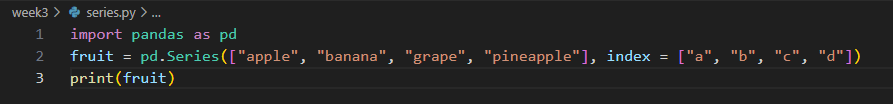 week3 > series.py > ...
1 import pandas as pd
2 fruit = pd.Series(["apple", "banana", "grape", "pineapple"], index = ["a", "b", "c", "d"])
3 print(fruit)